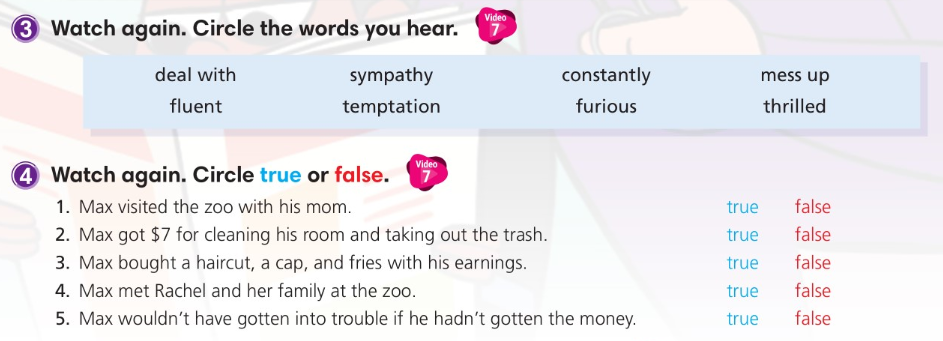 3 Watch again. Circle the words you hear. Video 7
deal with sympathy constantly mess up
fluent temptation furious thrilled
4 Watch again. Circle true or false. Video 7
1. Max visited the zoo with his mom. true false
2. Max got $7 for cleaning his room and taking out the trash. true false
3. Max bought a haircut, a cap, and fries with his earnings. true false
4. Max met Rachel and her family at the zoo. true false
5. Max wouldn't have gotten into trouble if he hadn't gotten the money. true false